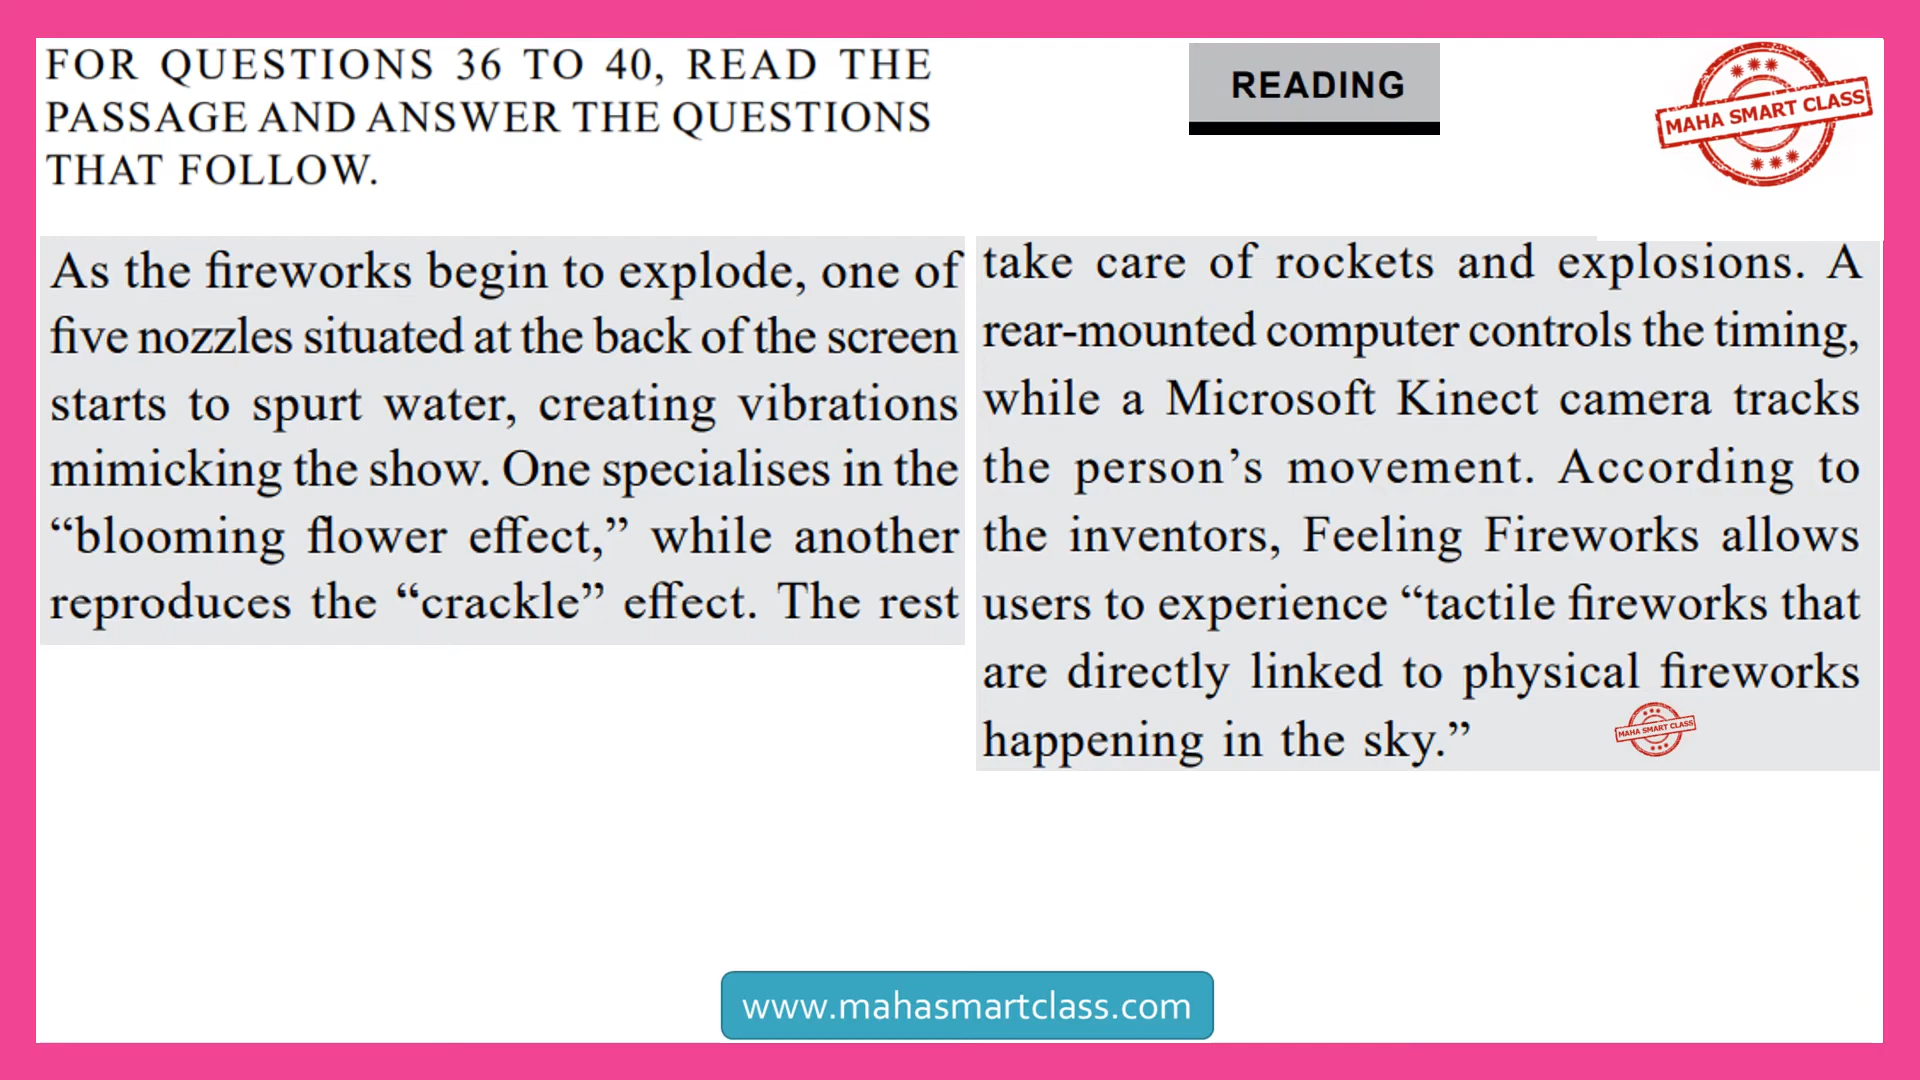 FOR QUESTIONS 36 TO 40, READ THE
PASSAGE AND ANSWER THE QUESTIONS
THAT FOLLOW.
READING
MAHA SMART CLASS
As the fireworks begin to explode, one of
five nozzles situated at the back of the screen
starts to spurt water, creating vibrations
mimicking the show. One specialises in the
“blooming flower effect,” while another
reproduces the “crackle” effect. The rest
take care of rockets and explosions. A
rear-mounted computer controls the timing,
while a Microsoft Kinect camera tracks
the person’s movement. According to
the inventors, Feeling Fireworks allows
users to experience “tactile fireworks that
are directly linked to physical fireworks
happening in the sky.”
MAHA SMART CLASS
www.mahasmartclass.com